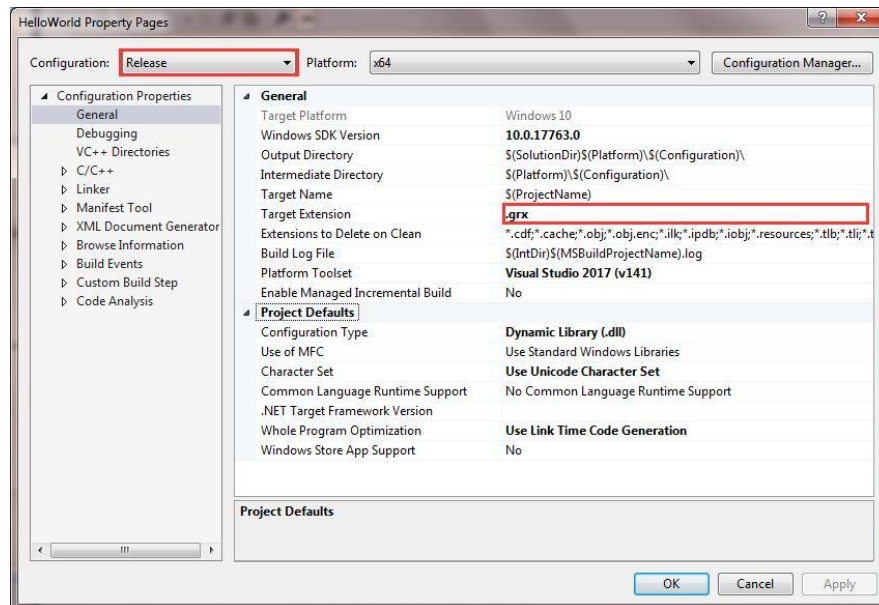 HelloWorld Property Pages
Configuration: Release Platform: x64 Configuration Manager...
Configuration Properties
General
Debugging
VC++ Directories
C/C++
Linker
Manifest Tool
XML Document Generator
Browse Information
Build Events
Custom Build Step
Code Analysis
General
Target Platform Windows 10
Windows SDK Version 10.0.17763.0
Output Directory $(SolutionDir)$(Platform)\$(Configuration)\
Intermediate Directory $(Platform)\$(Configuration)\
Target Name $(ProjectName)
Target Extension .grx
Extensions to Delete on Clean *.cdf;*.cache;*.obj;*.obj.enc;*.ilk;*.ipdb;*.iobj;*.resources;*.tlb;*.tli;*.t
Build Log File $(IntDir)$(MSBuildProjectName).log
Platform Toolset Visual Studio 2017 (v141)
Enable Managed Incremental Build No
Project Defaults
Configuration Type Dynamic Library (.dll)
Use of MFC Use Standard Windows Libraries
Character Set Use Unicode Character Set
Common Language Runtime Support No Common Language Runtime Support
.NET Target Framework Version
Whole Program Optimization Use Link Time Code Generation
Windows Store App Support No
Project Defaults
OK Cancel Apply